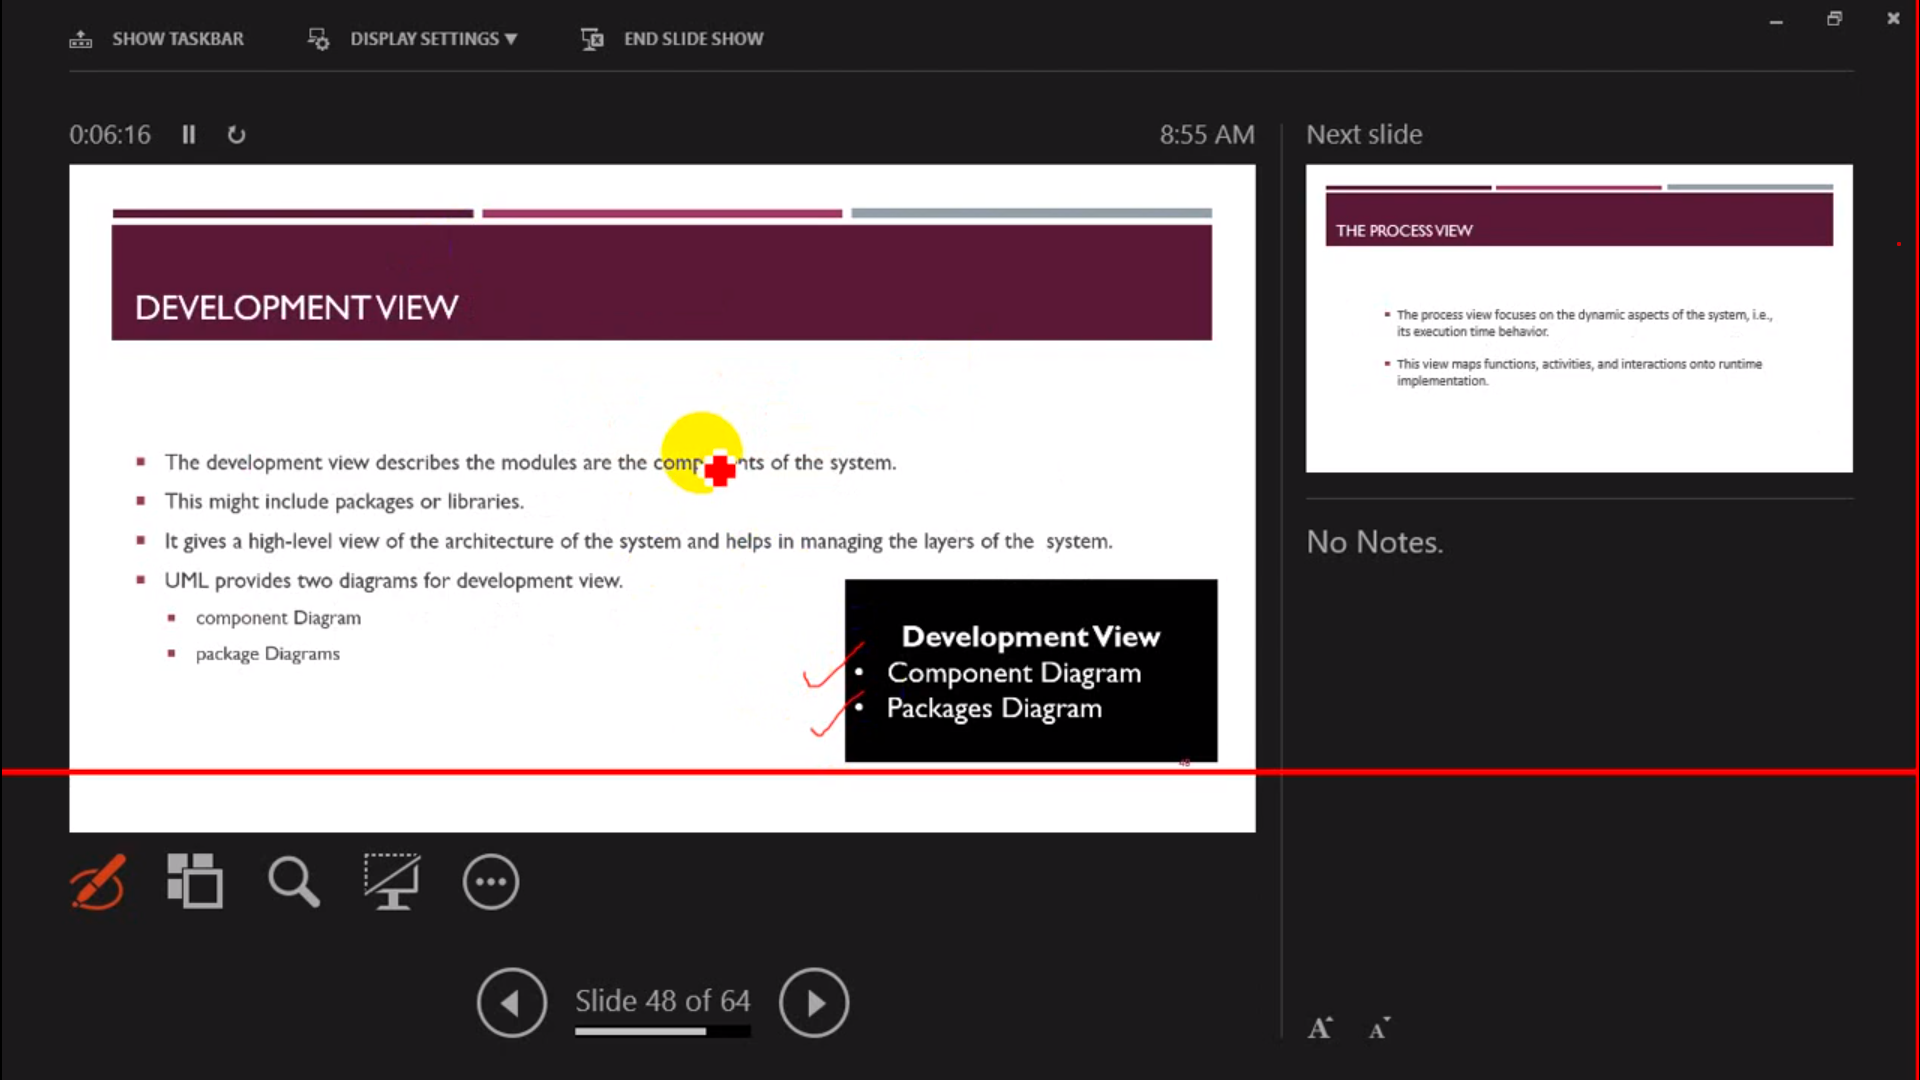 SHOW TASKBAR
DISPLAY SETTINGS ▼
END SLIDE SHOW
0:06:16
8:55 AM
Next slide
DEVELOPMENT VIEW
▪ The development view describes the modules are the comp nts of the system.
▪ This might include packages or libraries.
▪ It gives a high-level view of the architecture of the system and helps in managing the layers of the system.
▪ UML provides two diagrams for development view.
▪ component Diagram
▪ package Diagrams
Development View
• Component Diagram
• Packages Diagram
48
THE PROCESS VIEW
▪ The process view focuses on the dynamic aspects of the system, i.e.,
its execution time behavior.
▪ This view maps functions, activities, and interactions onto runtime
implementation.
No Notes.
Slide 48 of 64
A A